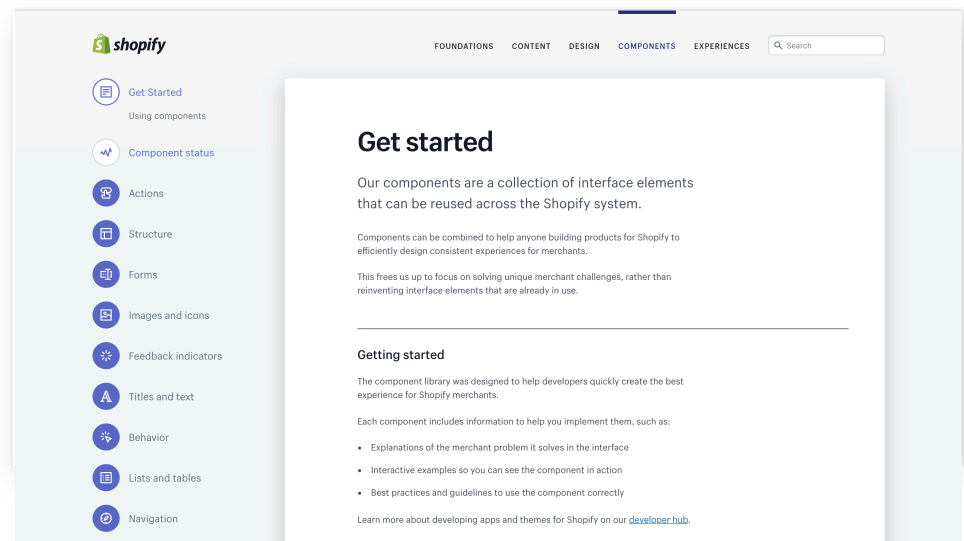 shopify
FOUNDATIONS CONTENT DESIGN COMPONENTS EXPERIENCES Search
Get Started
Using components
Component status
Actions
Structure
Forms
Images and icons
Feedback indicators
Titles and text
Behavior
Lists and tables
Navigation
Get started
Our components are a collection of interface elements
that can be reused across the Shopify system.
Components can be combined to help anyone building products for Shopify to
efficiently design consistent experiences for merchants.
This frees us up to focus on solving unique merchant challenges, rather than
reinventing interface elements that are already in use.
Getting started
The component library was designed to help developers quickly create the best
experience for Shopify merchants.
Each component includes information to help you implement them, such as:
• Explanations of the merchant problem it solves in the interface
• Interactive examples so you can see the component in action
• Best practices and guidelines to use the component correctly
Learn more about developing apps and themes for Shopify on our developer hub.